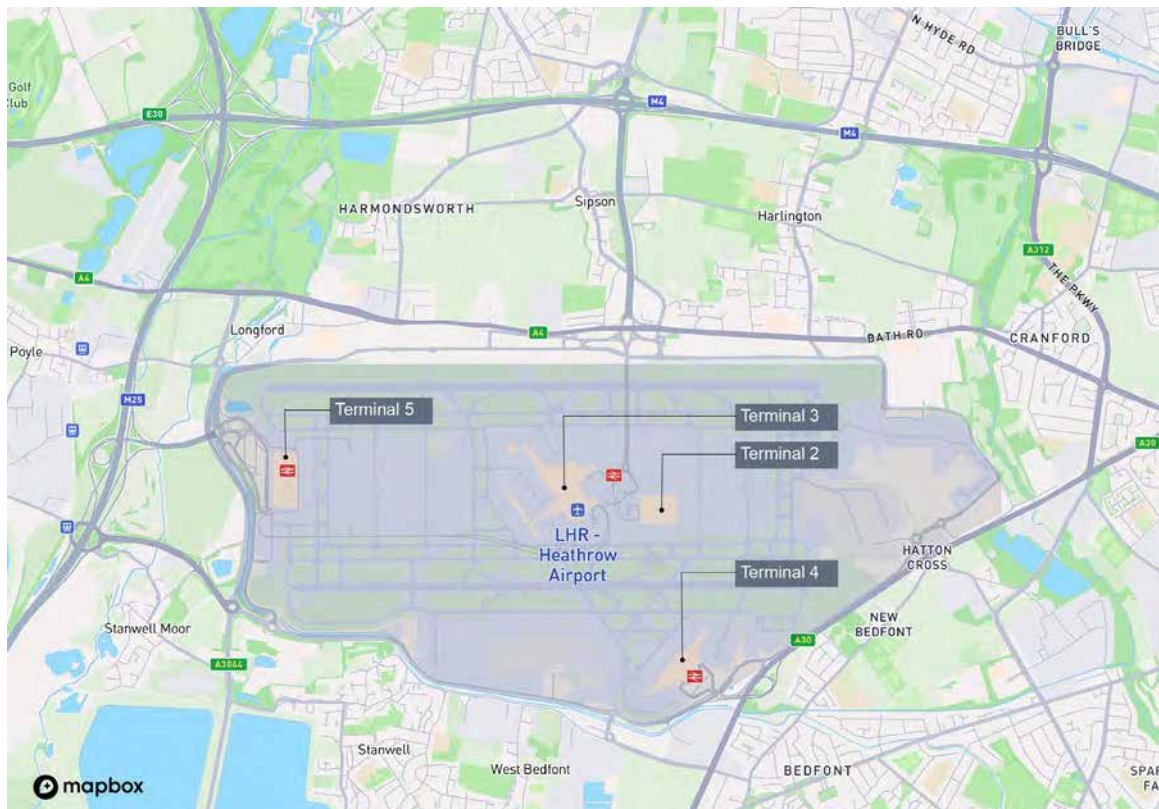 N HYDE RD
BULL'S
BRIDGE
Golf
Club
E30
M4
M4
HARMONDSWORTH
Sipson
Harlington
A312
THE PKWY
A4
Longford
A4
BATH RD
CRANFORD
Poyle
M25
Terminal 5
Terminal 3
Terminal 2
A30
LHR -
Heathrow
Airport
HATTON
CROSS
Terminal 4
Stanwell Moor
NEW
BEDFONT
A30
A3044
Stanwell
West Bedfont
BEDFONT
SPAR
FA
mapbox